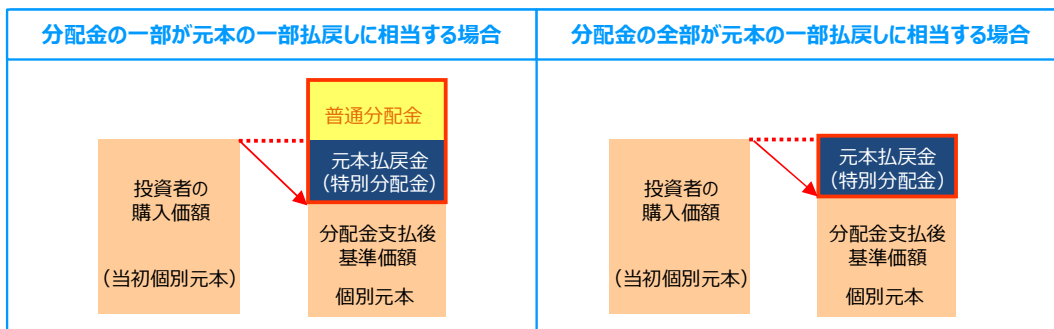 分配金の一部が元本の一部払戻しに相当する場合
普通分配金
元本払戻金
（特別分配金）
投資者の
購入価額
（当初個別元本）
分配金支払後
基準価額
個別元本
分配金の全部が元本の一部払戻しに相当する場合
元本払戻金
（特別分配金）
投資者の
購入価額
（当初個別元本）
分配金支払後
基準価額
個別元本